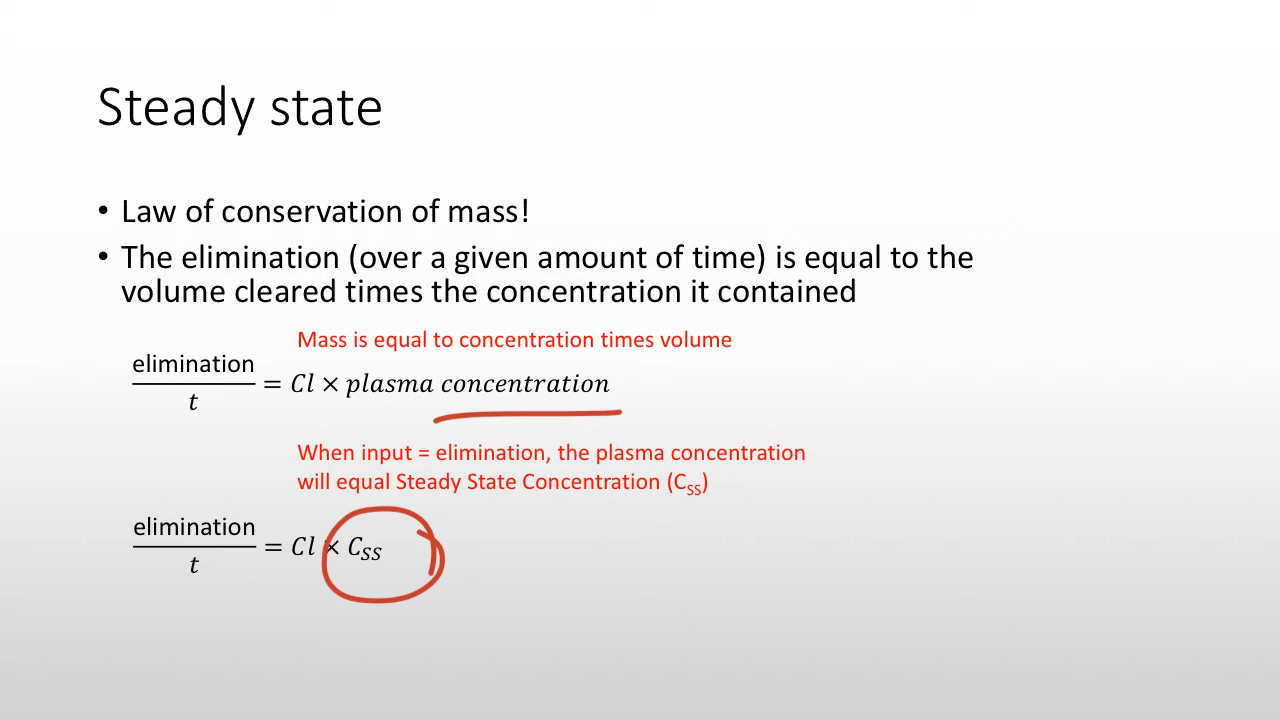 Steady state
• Law of conservation of mass!
• The elimination (over a given amount of time) is equal to the
volume cleared times the concentration it contained
Mass is equal to concentration times volume
elimination/t = Cl × plasma concentration
When input = elimination, the plasma concentration
will equal Steady State Concentration (C_SS)
elimination/t = Cl × C_SS